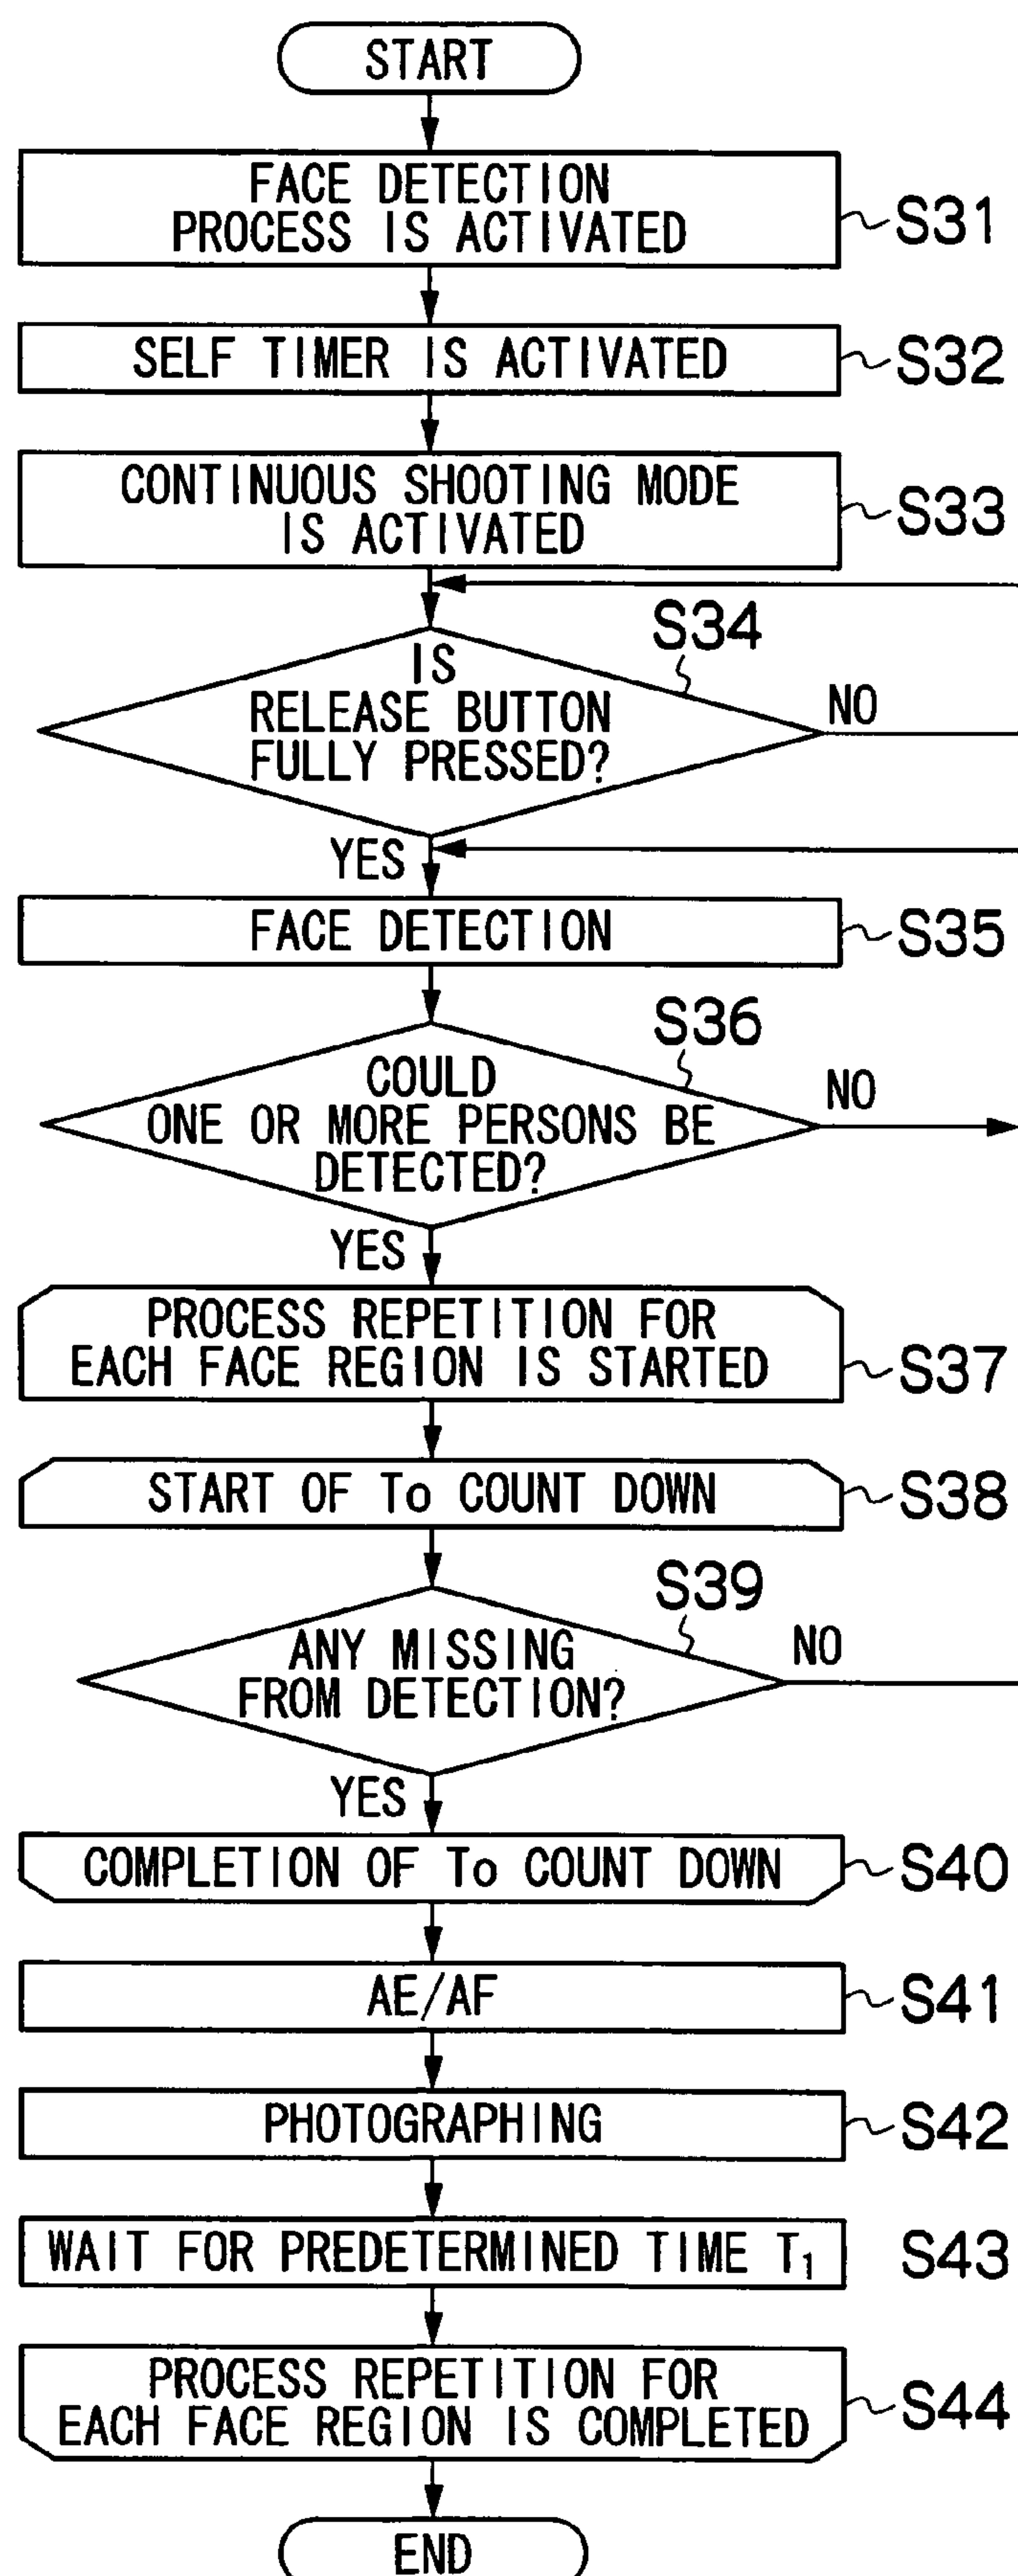 START
FACE DETECTION
PROCESS IS ACTIVATED
S31
SELF TIMER IS ACTIVATED
S32
CONTINUOUS SHOOTING MODE
IS ACTIVATED
S33
S34
IS
RELEASE BUTTON
FULLY PRESSED?
NO
YES
FACE DETECTION
S35
S36
COULD
ONE OR MORE PERSONS BE
DETECTED?
NO
YES
PROCESS REPETITION FOR
EACH FACE REGION IS STARTED
S37
START OF To COUNT DOWN
S38
S39
ANY MISSING
FROM DETECTION?
NO
YES
COMPLETION OF To COUNT DOWN
S40
AE/AF
S41
PHOTOGRAPHING
S42
WAIT FOR PREDETERMINED TIME T₁
S43
PROCESS REPETITION FOR
EACH FACE REGION IS COMPLETED
S44
END